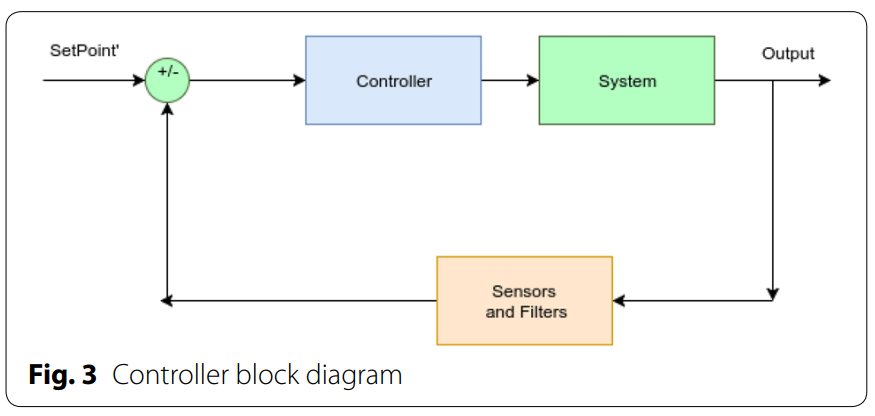 SetPoint'
+/-
Controller
System
Output
Sensors
and Filters
Fig. 3 Controller block diagram